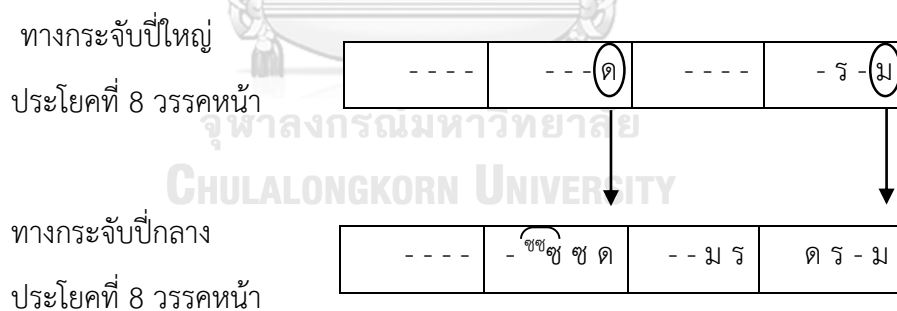 ทางกระจับปี่ใหญ่
- - - - - - - ด - - - - - ร - ม
ประโยคที่ 8 วรรคหน้า
จุฬาลงกรณ์มหาวิทยาลัย
CHULALONGKORN UNIVERSITY
ทางกระจับปี่กลาง
- - - - - ซซซ ซ ด - - ม ร ด ร - ม
ประโยคที่ 8 วรรคหน้า